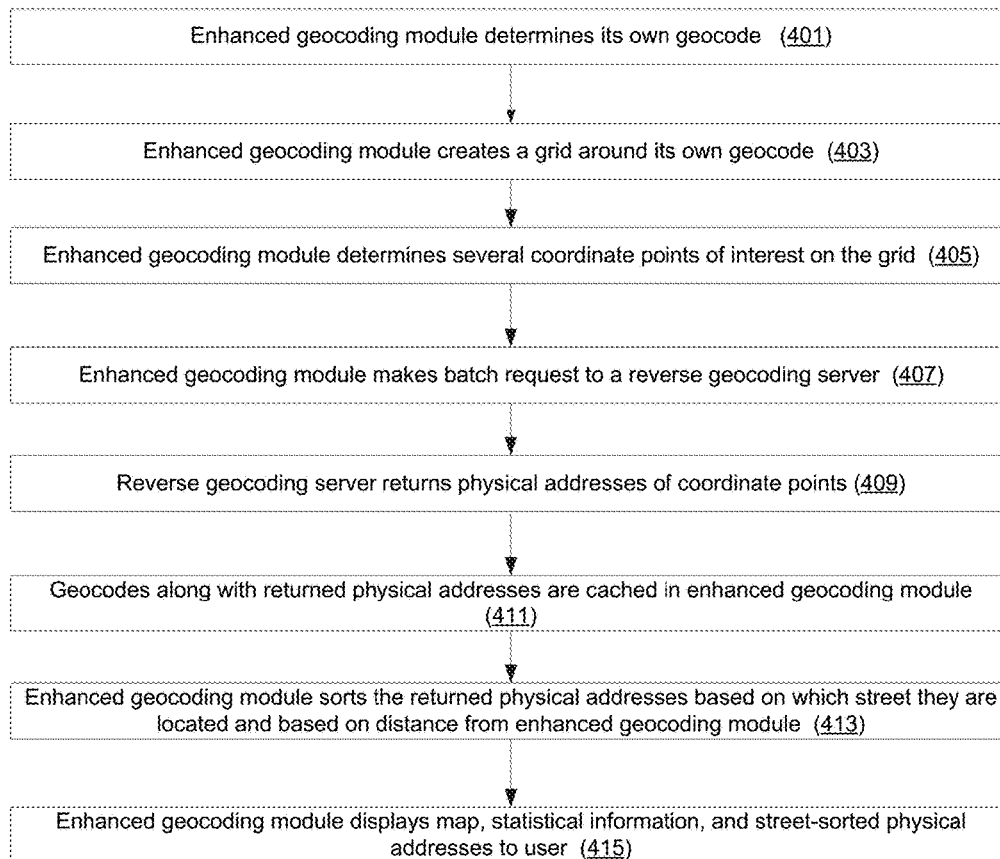 Enhanced geocoding module determines its own geocode (401)
Enhanced geocoding module creates a grid around its own geocode (403)
Enhanced geocoding module determines several coordinate points of interest on the grid (405)
Enhanced geocoding module makes batch request to a reverse geocoding server (407)
Reverse geocoding server returns physical addresses of coordinate points (409)
Geocodes along with returned physical addresses are cached in enhanced geocoding module
(411)
Enhanced geocoding module sorts the returned physical addresses based on which street they are
located and based on distance from enhanced geocoding module (413)
Enhanced geocoding module displays map, statistical information, and street-sorted physical
addresses to user (415)